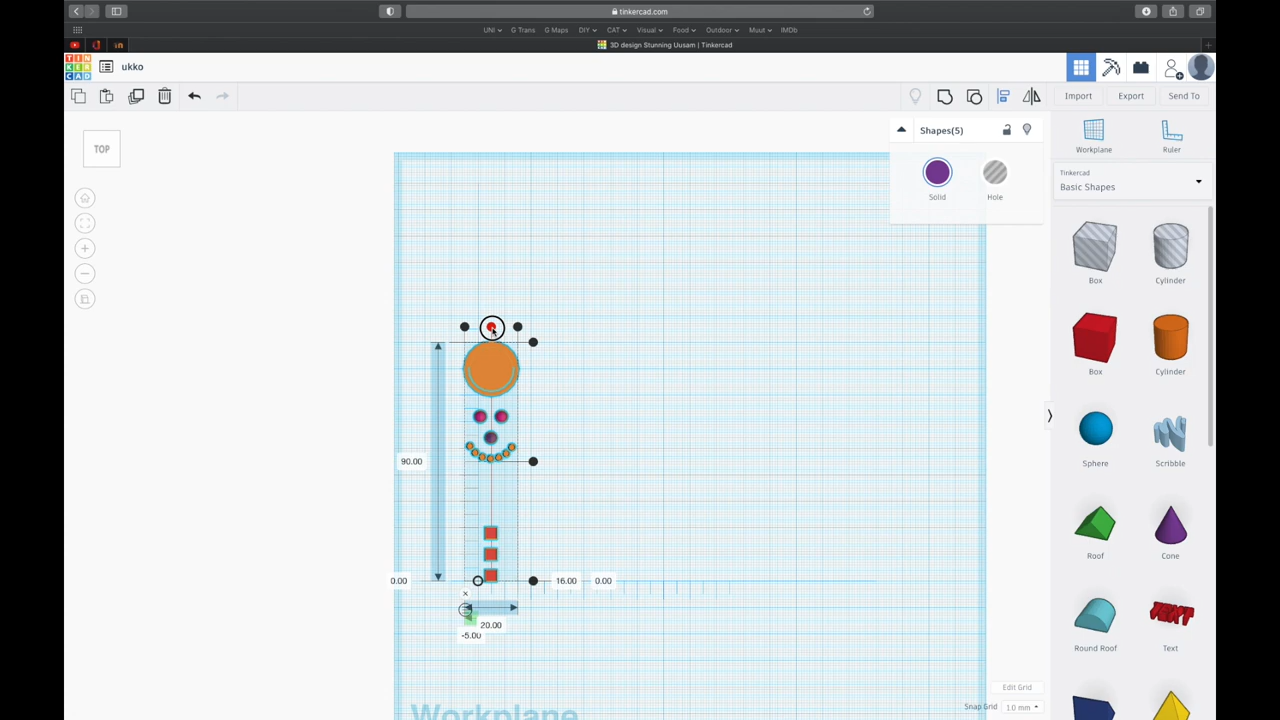 tinkercad.com
UNI G Trans G Maps DIY CAT Visual Food Outdoor Muut IMDb
3D design Stunning Uusam | Tinkercad
TIN
KER
CAD
ukko
Import Export Send To
TOP
Shapes(5)
Solid Hole
Workplane Ruler
Tinkercad
Basic Shapes
Box Cylinder
Box Cylinder
Sphere Scribble
Roof Cone
Round Roof Text
90.00
0.00 16.00 0.00
20.00
-5.00
Workplane
Edit Grid
Snap Grid 1.0 mm